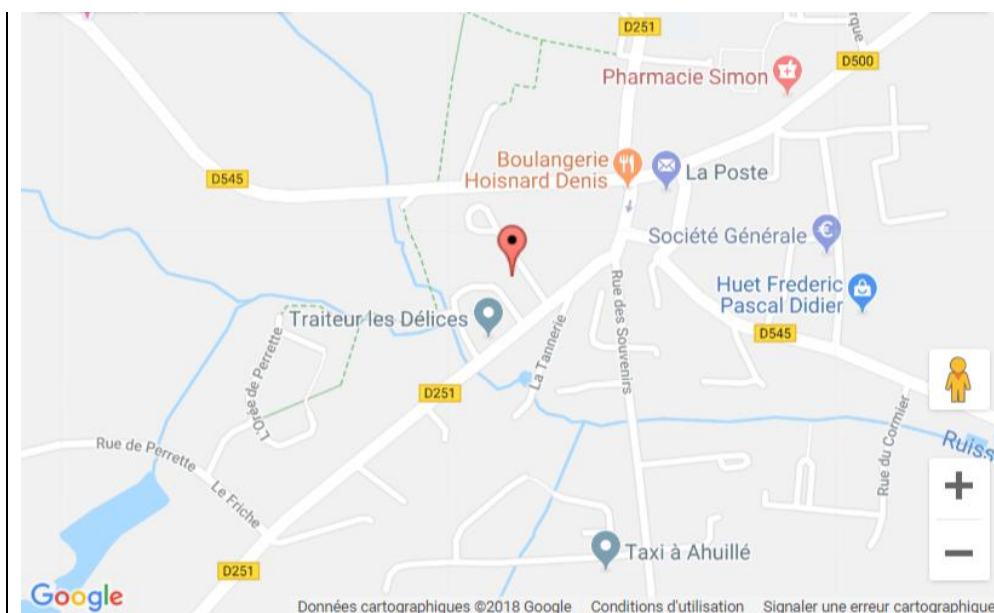 D251
rque
D500
Pharmacie Simon
Boulangerie
Hoisnard Denis
La Poste
D545
Société Générale
Rue des Souvenirs
Huet Frederic
Pascal Didier
Traiteur les Délices
La Tannerie
D545
L'Orée de Perrette
D251
Rue du Cormier
Ruiss
Rue de Perrette
Le Friche
+
Taxi à Ahuillé
−
D251
Google
Données cartographiques ©2018 Google Conditions d'utilisation Signaler une erreur cartographique